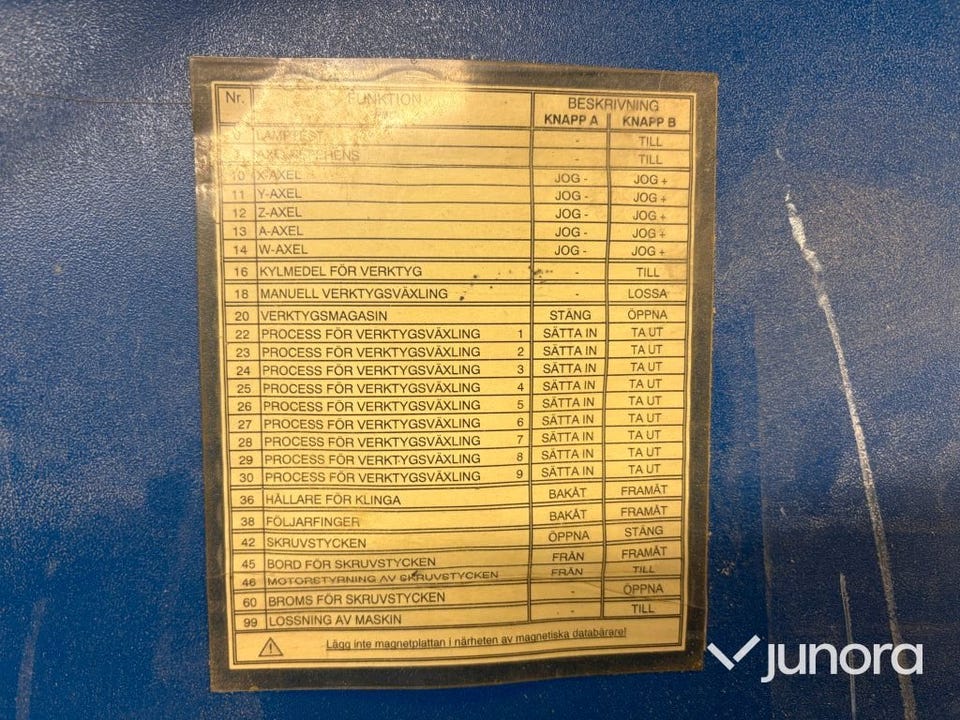 Nr. FUNKTION BESKRIVNING
KNAPP A KNAPP B
LAMPTEST - TILL
- TILL
10 X-AXEL JOG - JOG +
11 Y-AXEL JOG - JOG +
12 Z-AXEL JOG - JOG +
13 A-AXEL JOG - JOG +
14 W-AXEL JOG - JOG +
16 KYLMEDEL FÖR VERKTYG - TILL
18 MANUELL VERKTYGSVÄXLING - LOSSA
20 VERKTYGSMAGASIN STÄNG ÖPPNA
22 PROCESS FÖR VERKTYGSVÄXLING 1 SÄTTA IN TA UT
23 PROCESS FÖR VERKTYGSVÄXLING 2 SÄTTA IN TA UT
24 PROCESS FÖR VERKTYGSVÄXLING 3 SÄTTA IN TA UT
25 PROCESS FÖR VERKTYGSVÄXLING 4 SÄTTA IN TA UT
26 PROCESS FÖR VERKTYGSVÄXLING 5 SÄTTA IN TA UT
27 PROCESS FÖR VERKTYGSVÄXLING 6 SÄTTA IN TA UT
28 PROCESS FÖR VERKTYGSVÄXLING 7 SÄTTA IN TA UT
29 PROCESS FÖR VERKTYGSVÄXLING 8 SÄTTA IN TA UT
30 PROCESS FÖR VERKTYGSVÄXLING 9 SÄTTA IN TA UT
36 HÅLLARE FÖR KLINGA BAKÅT FRAMÅT
38 FÖLJARFINGER BAKÅT FRAMÅT
42 SKRUVSTYCKEN ÖPPNA STÄNG
45 BORD FÖR SKRUVSTYCKEN FRÅN FRAMÅT
46 MOTORSTYRNING AV SKRUVSTYCKEN FRÅN TILL
60 BROMS FÖR SKRUVSTYCKEN - ÖPPNA
99 LOSSNING AV MASKIN - TILL
Lägg inte magnetplattan i närheten av magnetiska databärare!
junora